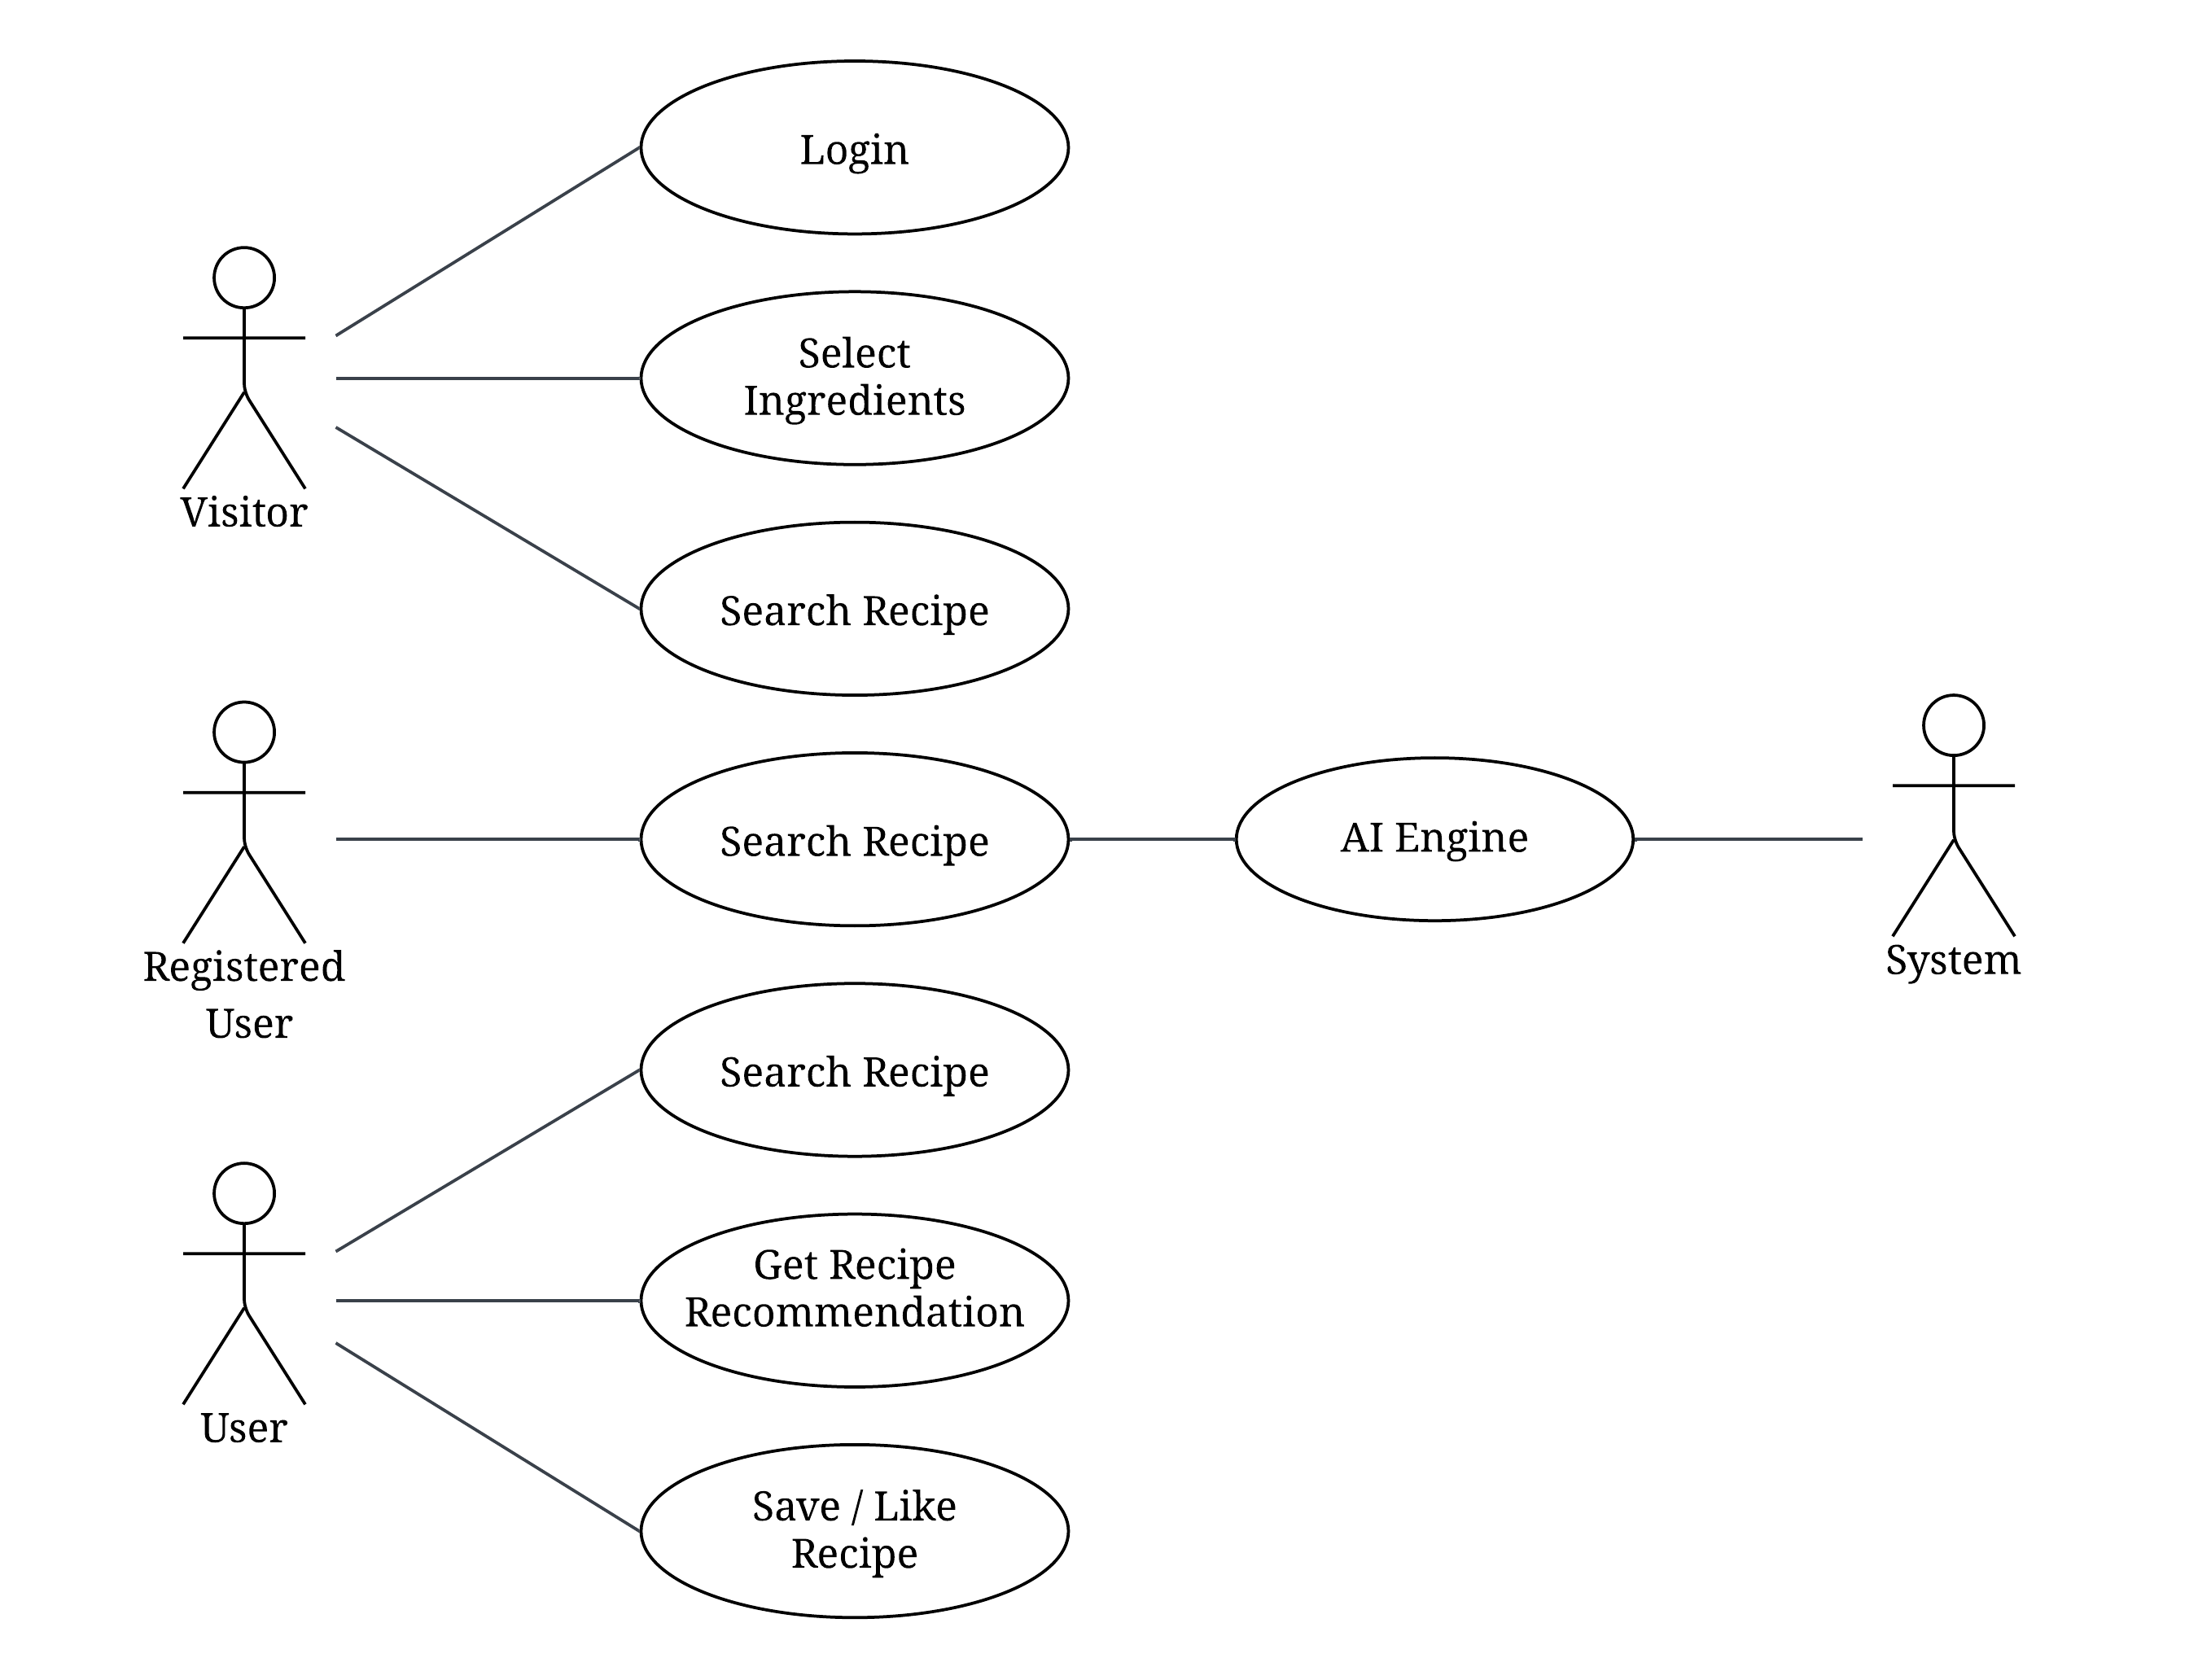 Login
Select
Ingredients
Visitor
Search Recipe
Search Recipe
AI Engine
Registered
User
System
Search Recipe
Get Recipe
Recommendation
User
Save / Like
Recipe